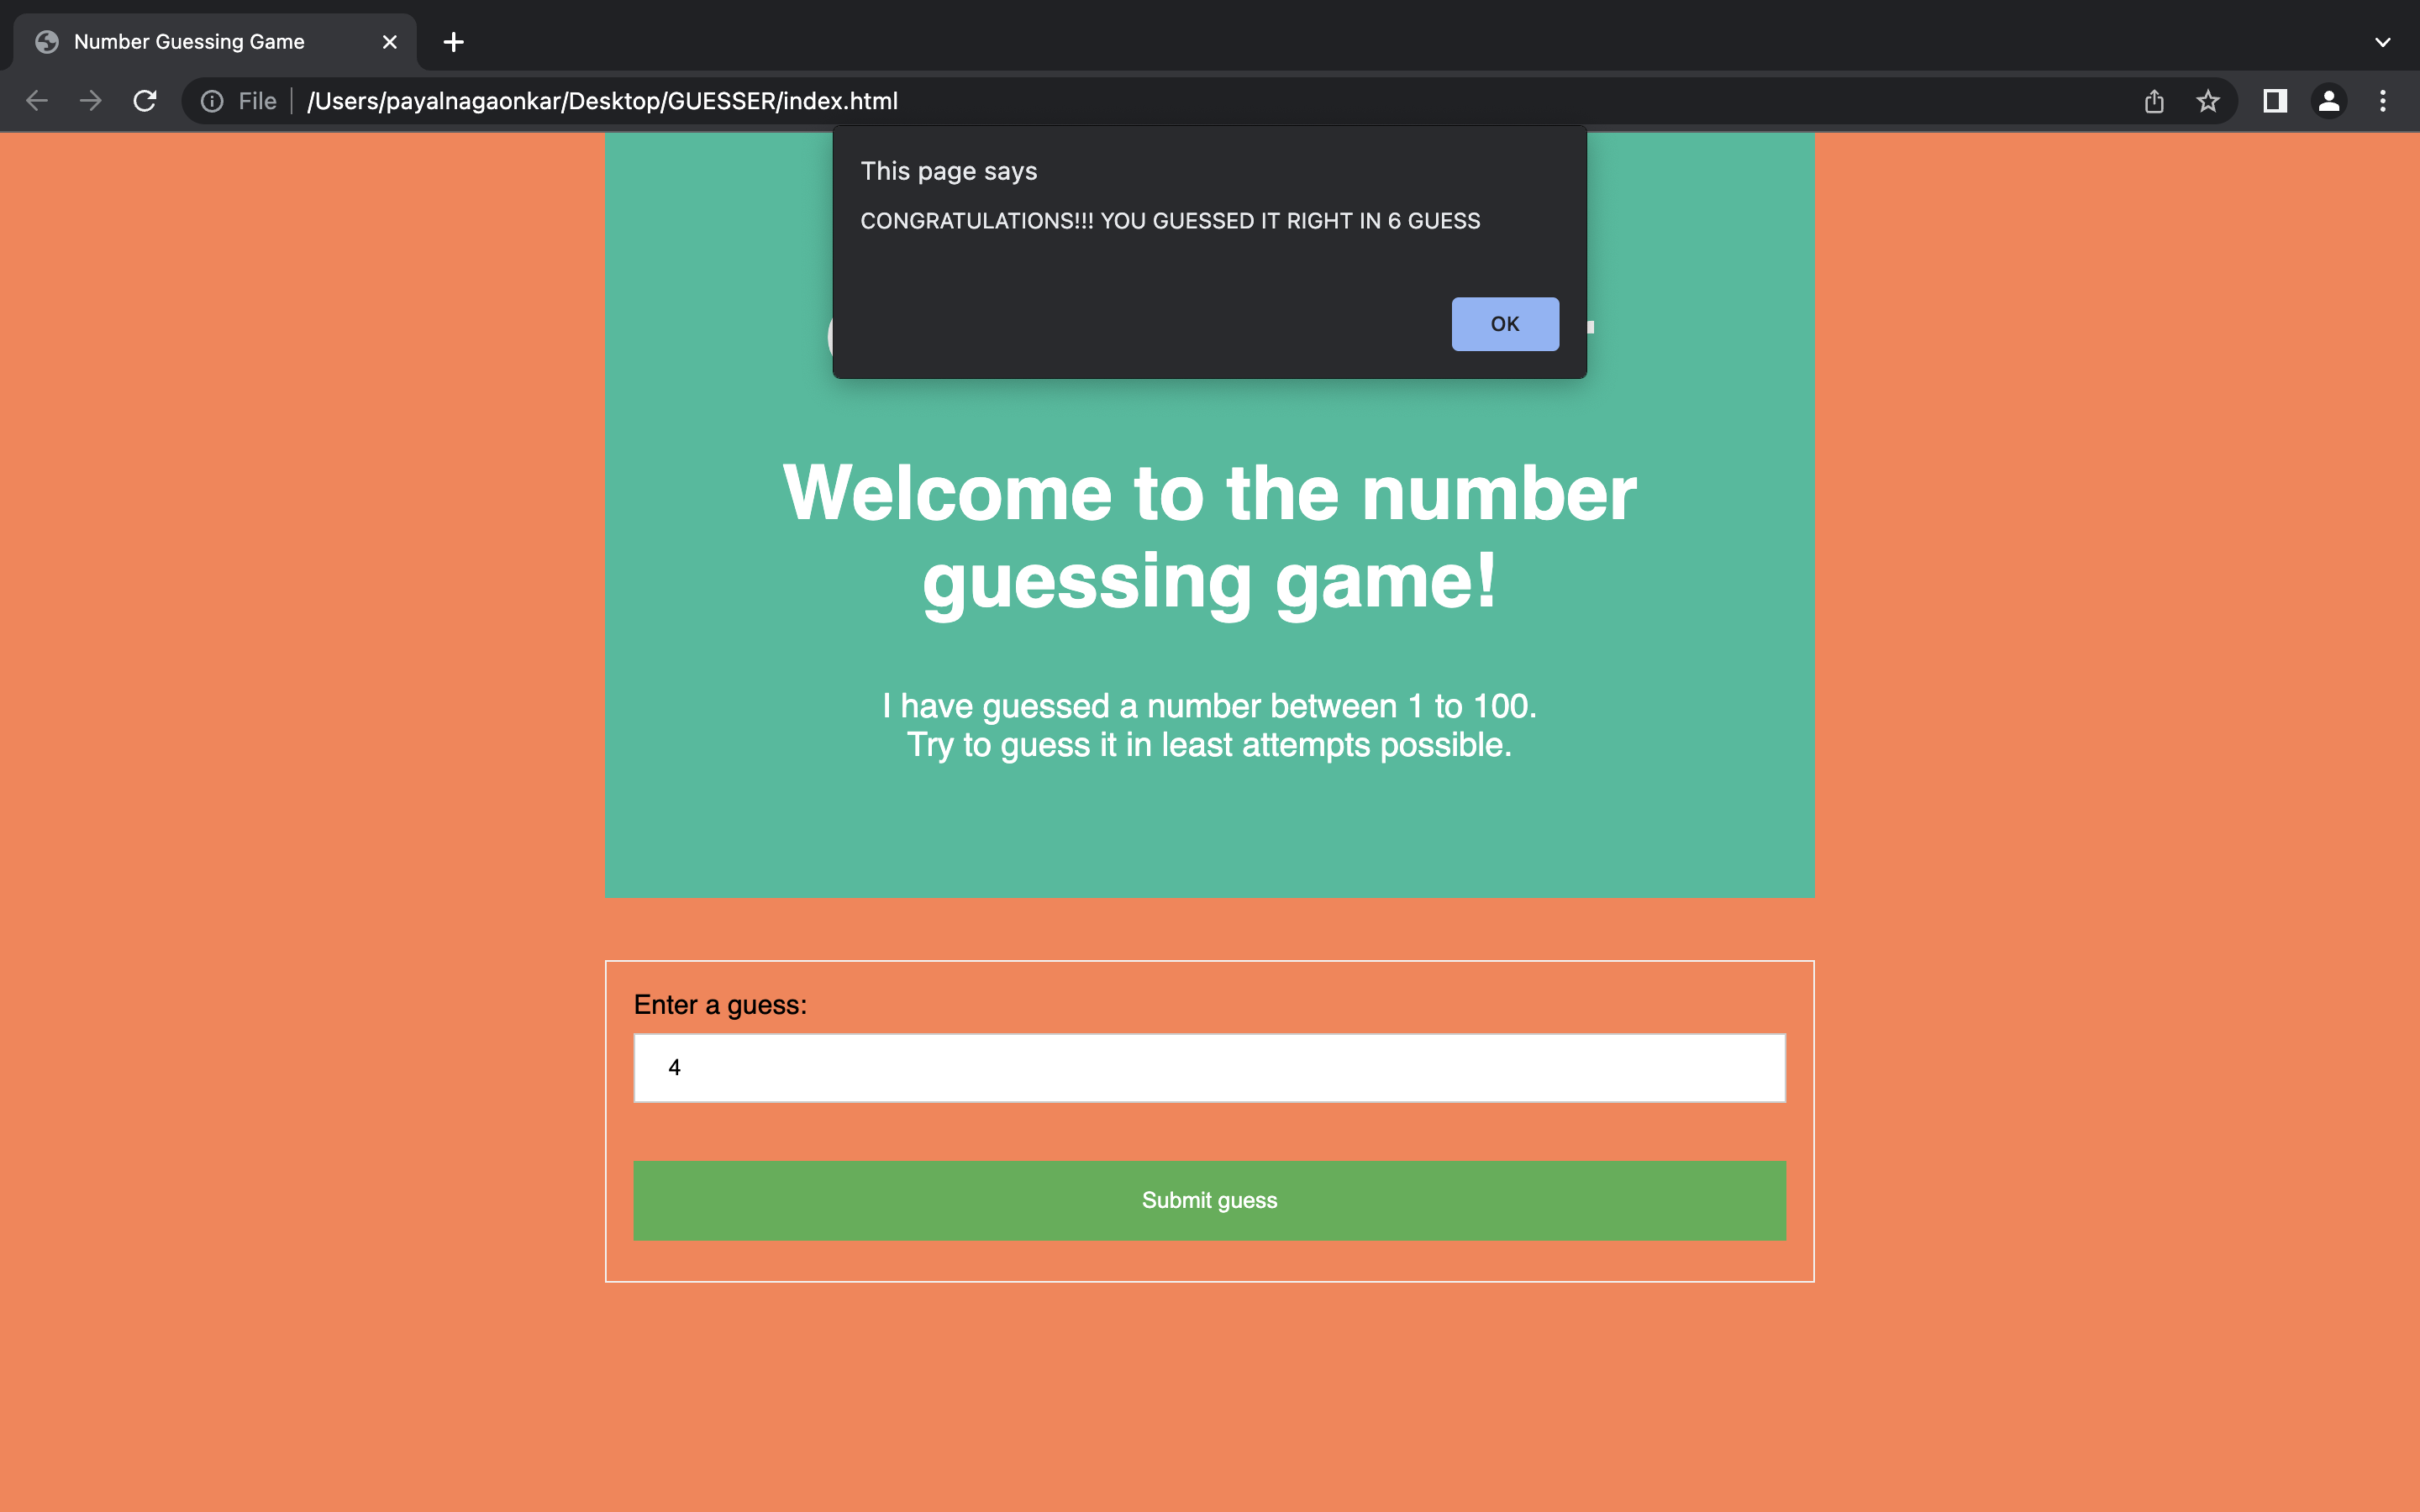 Number Guessing Game
File
/Users/payalnagaonkar/Desktop/GUESSER/index.html
This page says
CONGRATULATIONS!!! YOU GUESSED IT RIGHT IN 6 GUESS
OK
Welcome to the number
guessing game!
I have guessed a number between 1 to 100.
Try to guess it in least attempts possible.
Enter a guess:
4
Submit guess